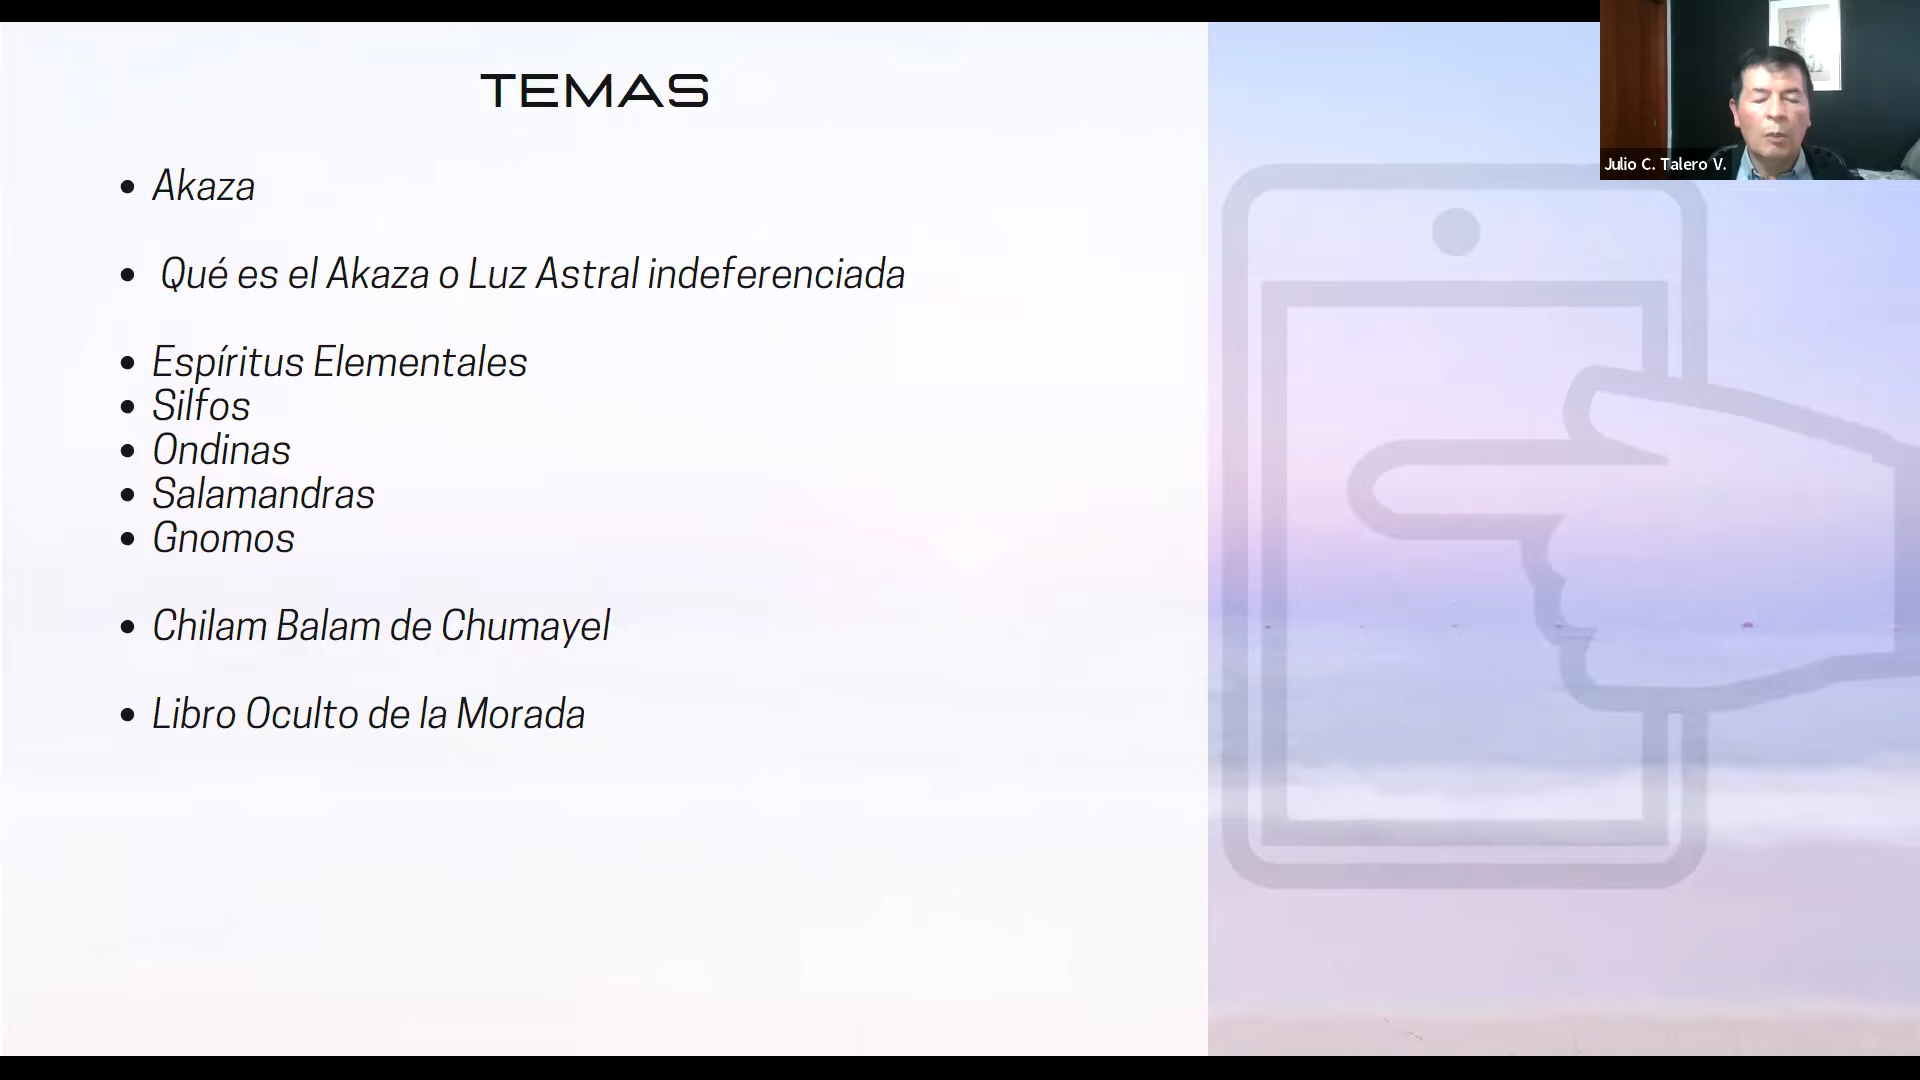 TEMAS
Julio C. Talero V.
• Akaza
• Qué es el Akaza o Luz Astral indeferenciada
• Espíritus Elementales
• Silfos
• Ondinas
• Salamandras
• Gnomos
• Chilam Balam de Chumayel
• Libro Oculto de la Morada